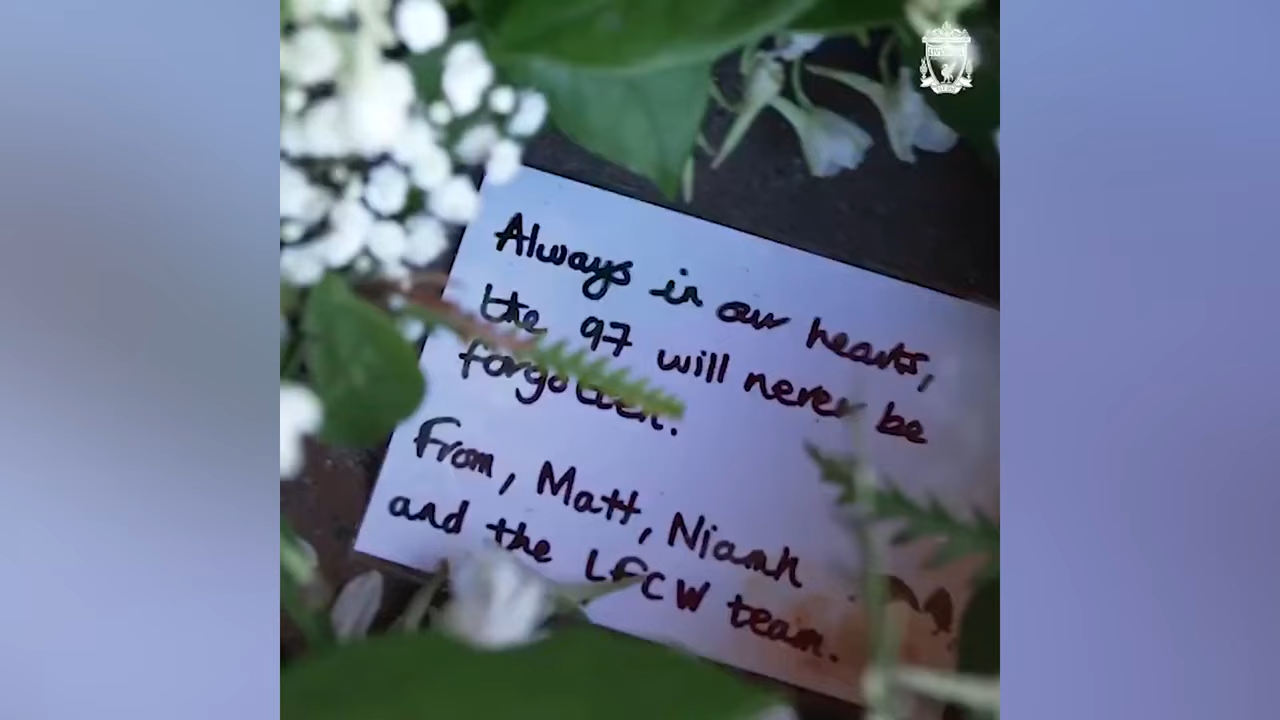 Always in our hearts,
the 97 will never be
forgotten.
From, Matt, Niamh
and the LFCW team.